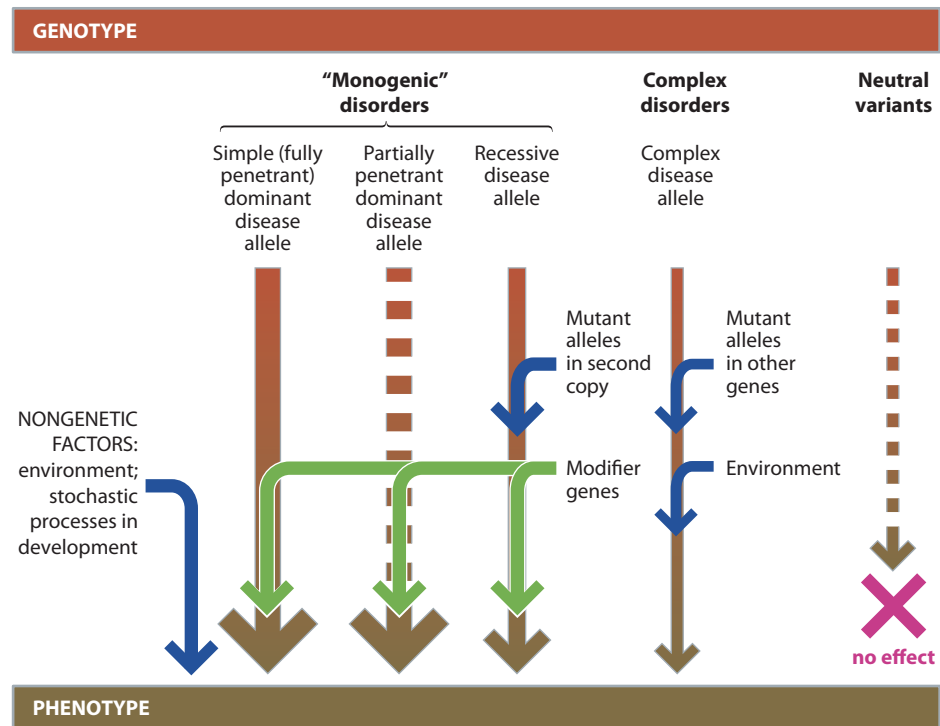 GENOTYPE
“Monogenic”
disorders
Complex
disorders
Neutral
variants
Simple (fully
penetrant)
dominant
disease
allele
Partially
penetrant
dominant
disease
allele
Recessive
disease
allele
Complex
disease
allele
Mutant
alleles
in second
copy
Mutant
alleles
in other
genes
NONGENETIC
FACTORS:
environment;
stochastic
processes in
development
Modifier
genes
Environment
no effect
PHENOTYPE